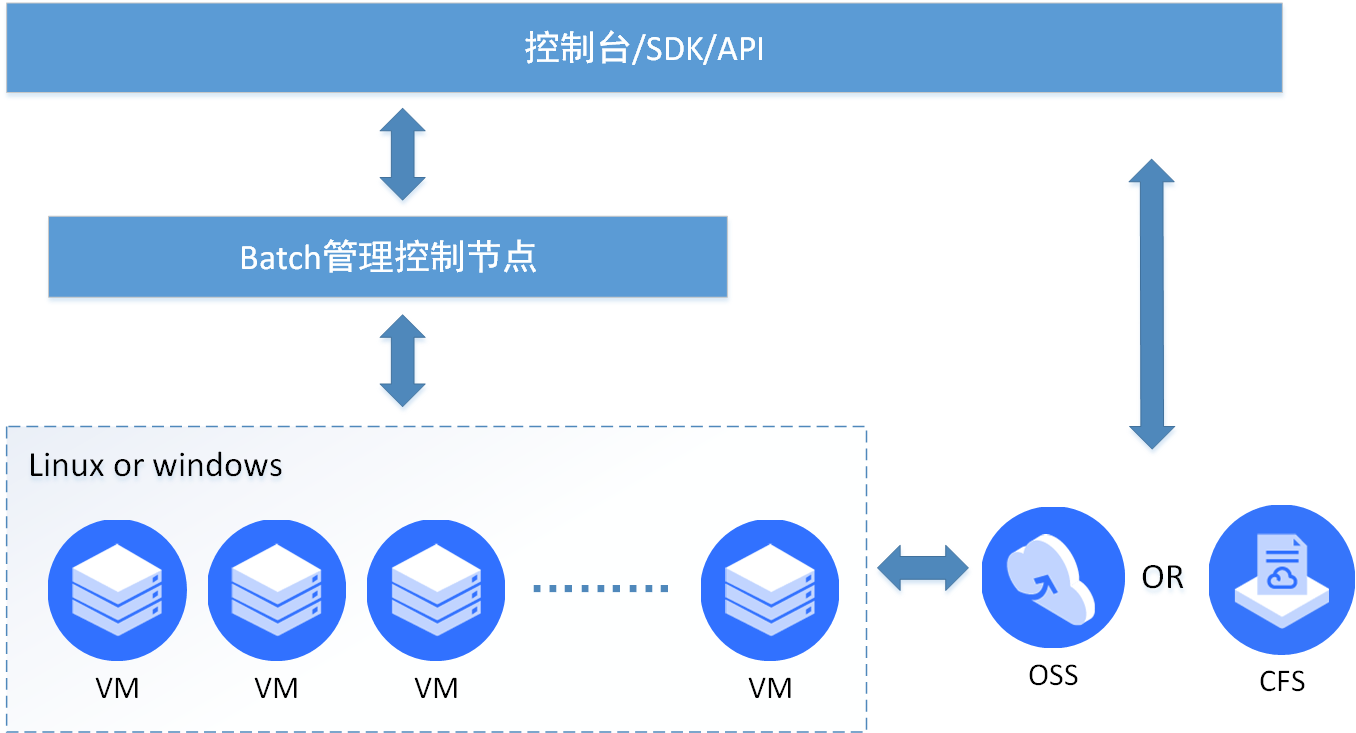 控制台/SDK/API
Batch管理控制节点
Linux or windows
VM
VM
VM
VM
OR
OSS
CFS